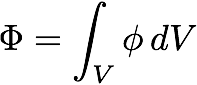 Φ = ∫_V ϕ dV